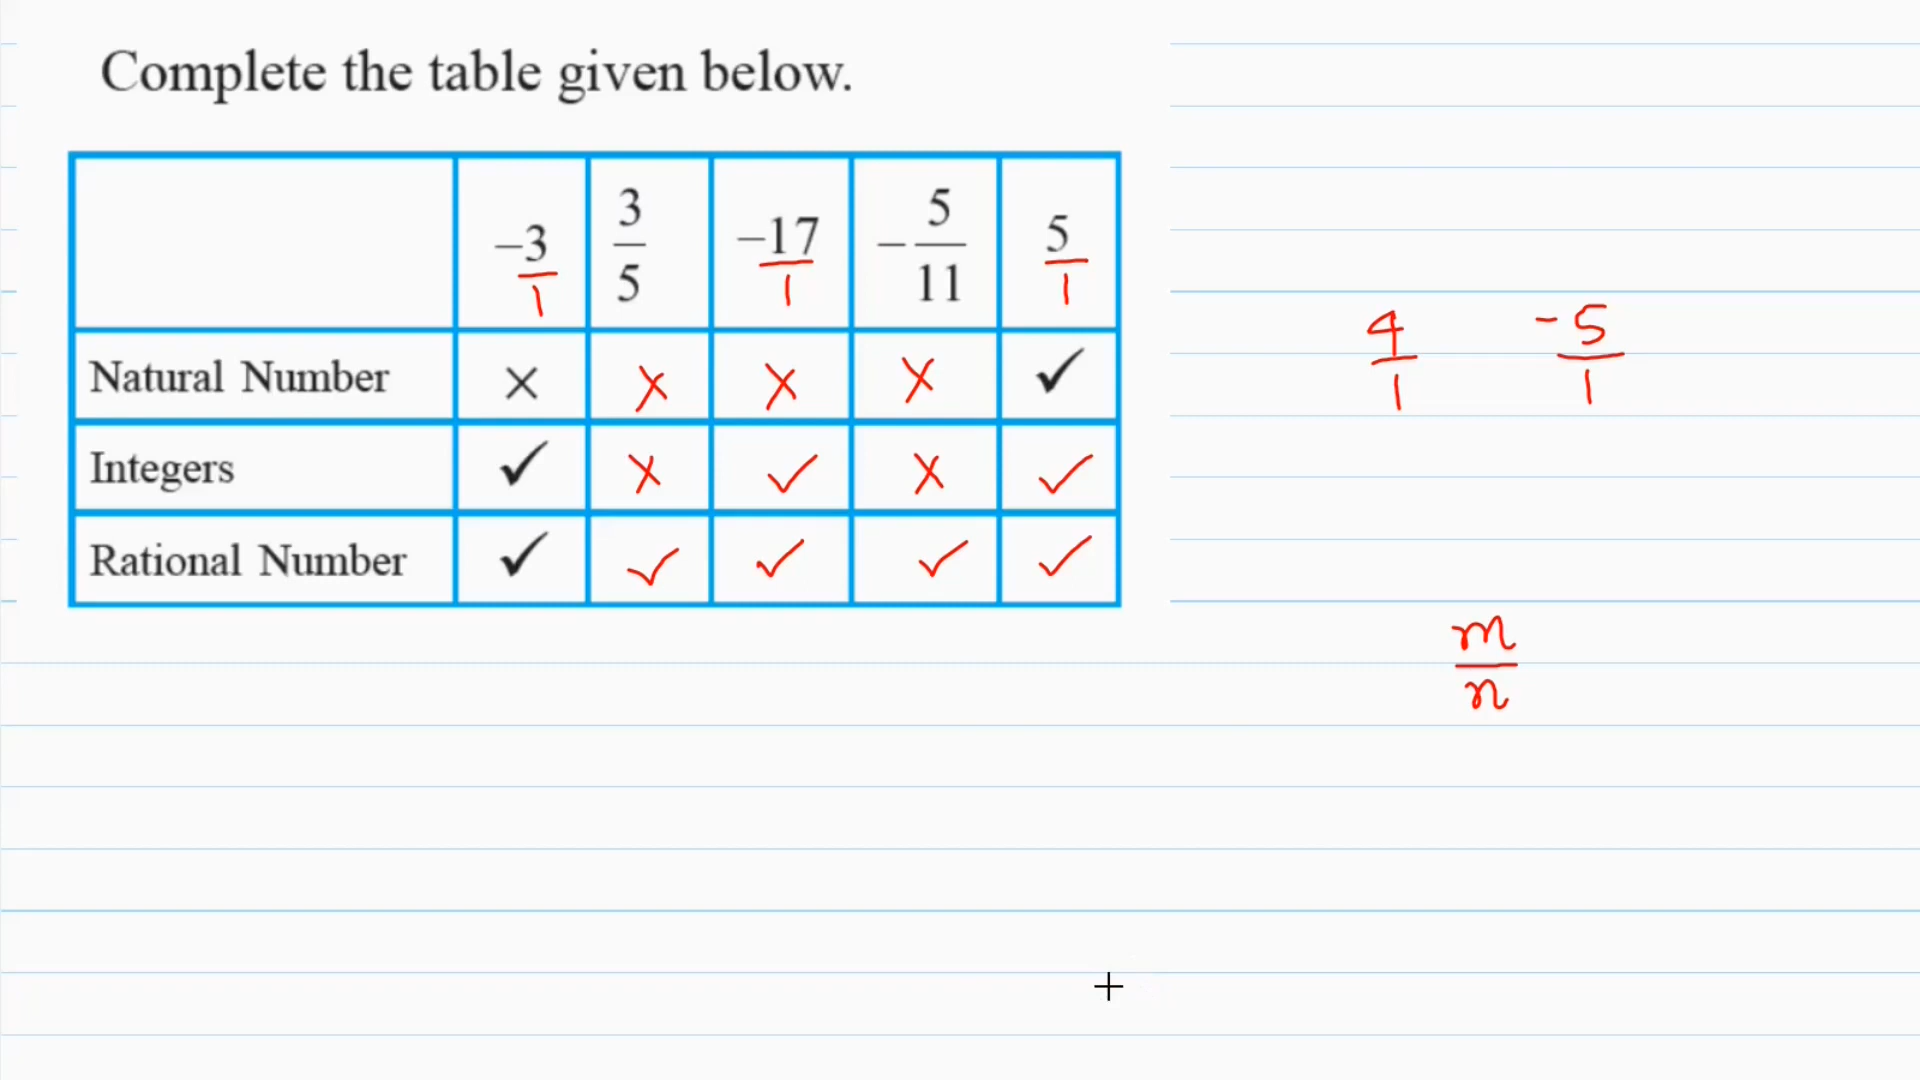 Complete the table given below.
-3/1 3/5 -17/1 -5/11 5/1
Natural Number × × × × ✓
Integers ✓ × ✓ × ✓
Rational Number ✓ ✓ ✓ ✓ ✓
4/1 -5/1
m/n